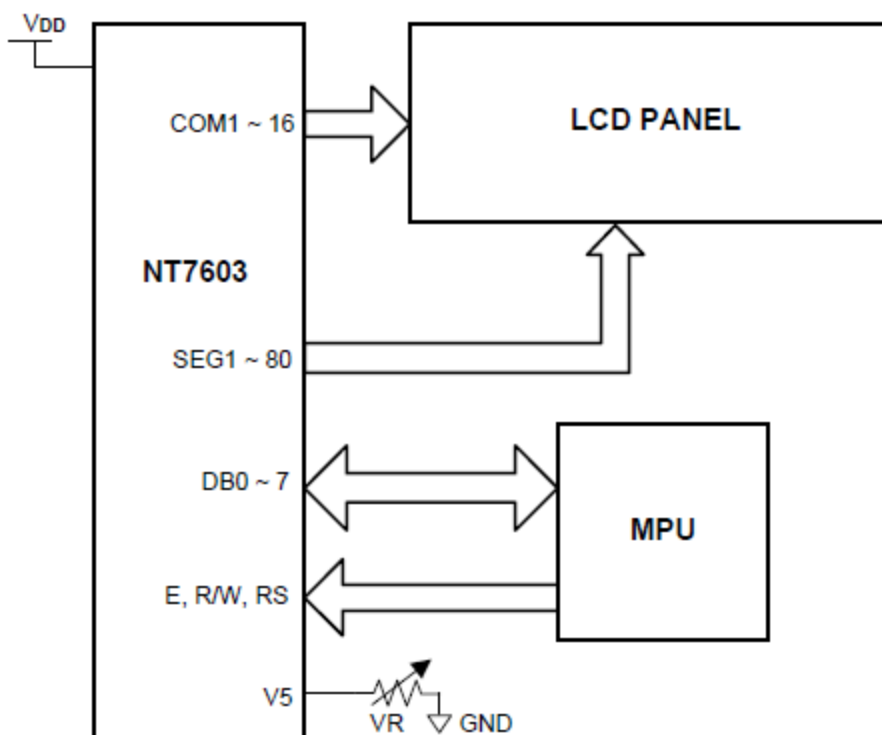 VDD
COM1 ~ 16
LCD PANEL
NT7603
SEG1 ~ 80
DB0 ~ 7
MPU
E, R/W, RS
V5
VR
GND